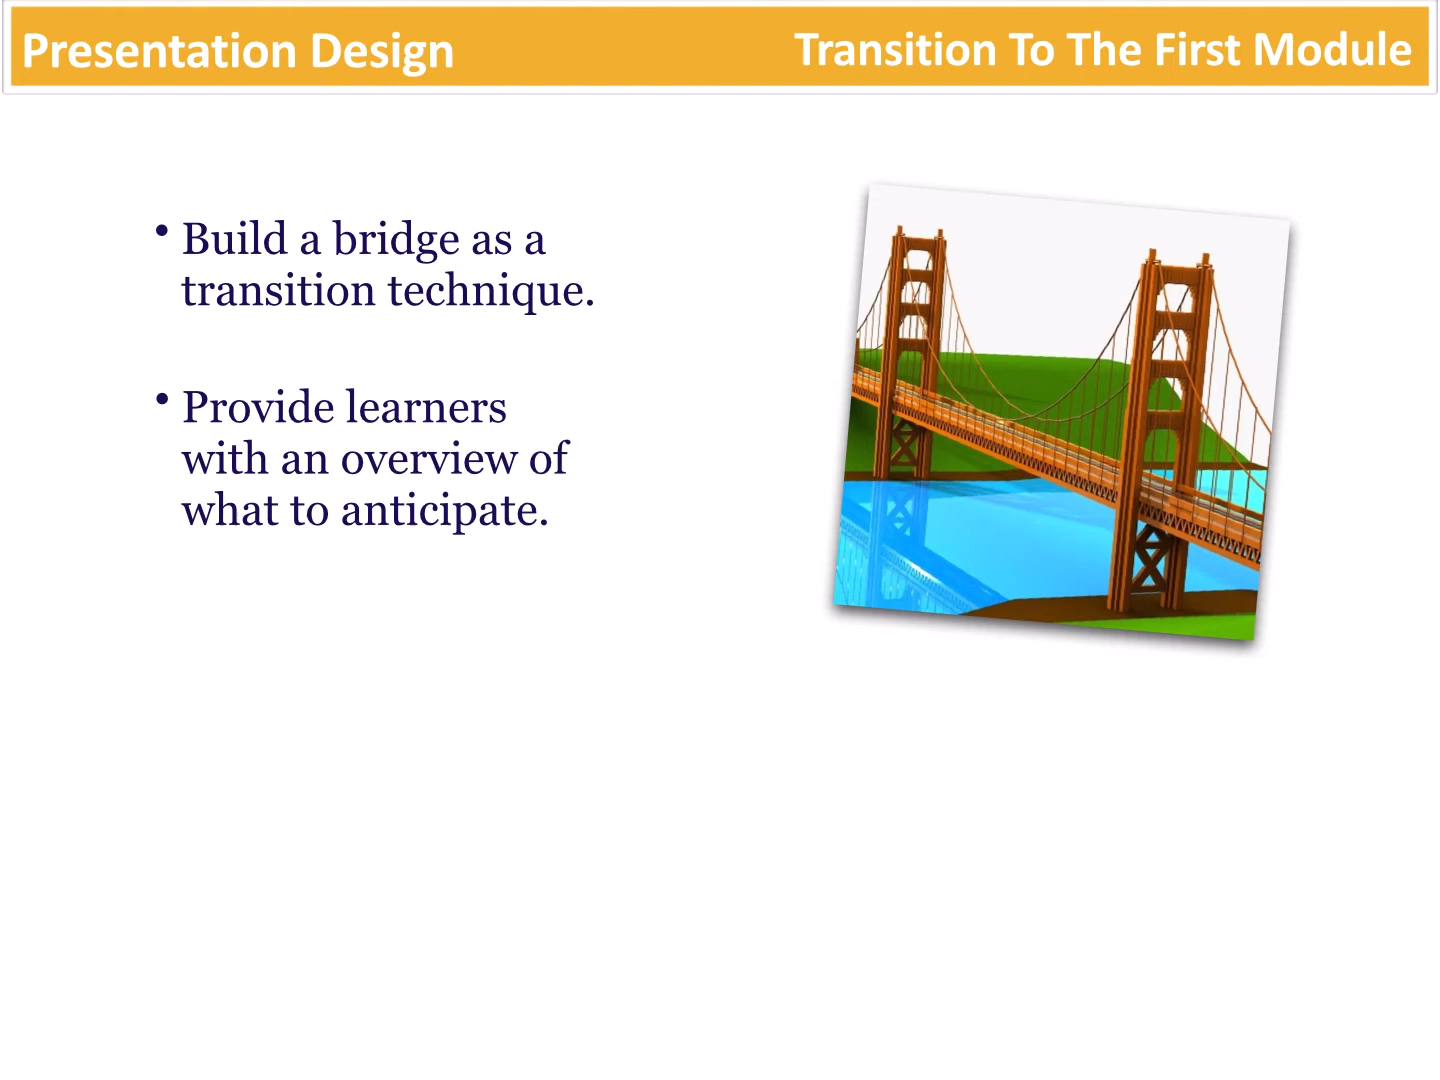 Presentation Design
Transition To The First Module
• Build a bridge as a
transition technique.
• Provide learners
with an overview of
what to anticipate.